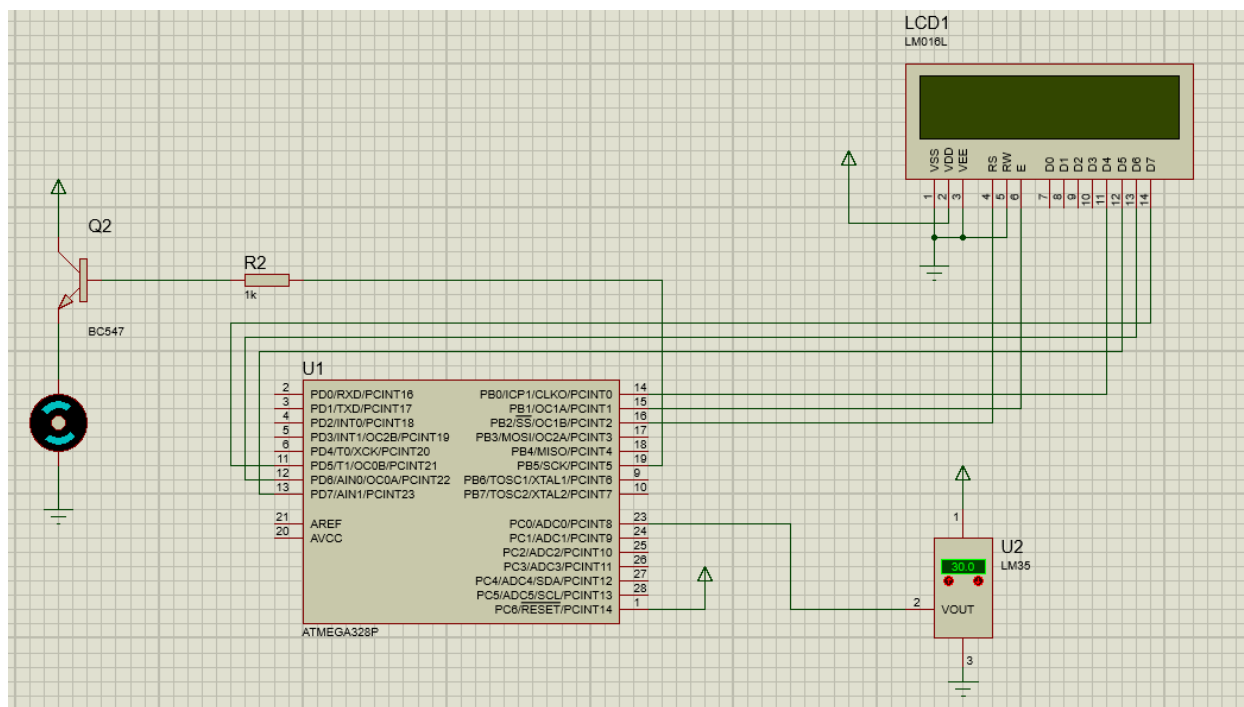 LCD1
LM016L
VSS
VDD
VEE
RS
RW
E
D0
D1
D2
D3
D4
D5
D6
D7
1
2
3
4
5
6
7
8
9
10
11
12
13
14
Q2
BC547
R2
1k
U1
2 PD0/RXD/PCINT16 PB0/ICP1/CLKO/PCINT0 14
3 PD1/TXD/PCINT17 PB1/OC1A/PCINT1 15
4 PD2/INT0/PCINT18 PB2/SS/OC1B/PCINT2 16
5 PD3/INT1/OC2B/PCINT19 PB3/MOSI/OC2A/PCINT3 17
6 PD4/T0/XCK/PCINT20 PB4/MISO/PCINT4 18
11 PD5/T1/OC0B/PCINT21 PB5/SCK/PCINT5 19
12 PD6/AIN0/OC0A/PCINT22 PB6/TOSC1/XTAL1/PCINT6 9
13 PD7/AIN1/PCINT23 PB7/TOSC2/XTAL2/PCINT7 10
21 AREF PC0/ADC0/PCINT8 23
20 AVCC PC1/ADC1/PCINT9 24
PC2/ADC2/PCINT10 25
PC3/ADC3/PCINT11 26
PC4/ADC4/SDA/PCINT12 27
PC5/ADC5/SCL/PCINT13 28
PC6/RESET/PCINT14 1
ATMEGA328P
1
U2
LM35
30.0
2 VOUT
3